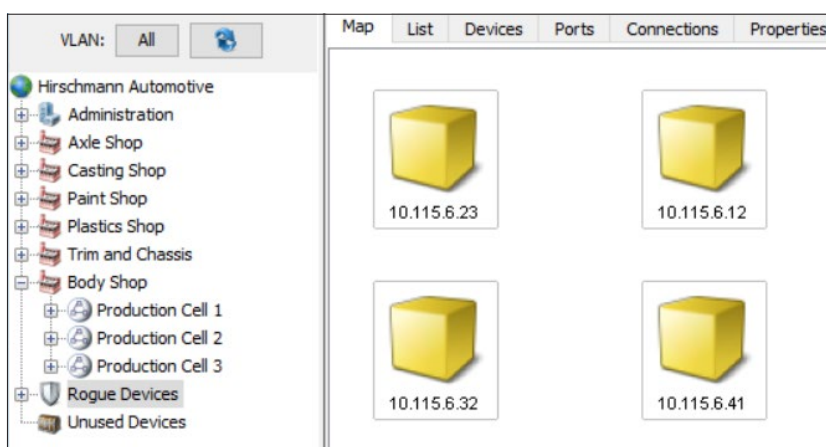 VLAN: All
Hirschmann Automotive
Administration
Axle Shop
Casting Shop
Paint Shop
Plastics Shop
Trim and Chassis
Body Shop
Production Cell 1
Production Cell 2
Production Cell 3
Rogue Devices
Unused Devices
Map List Devices Ports Connections Properties
10.115.6.23 10.115.6.12
10.115.6.32 10.115.6.41